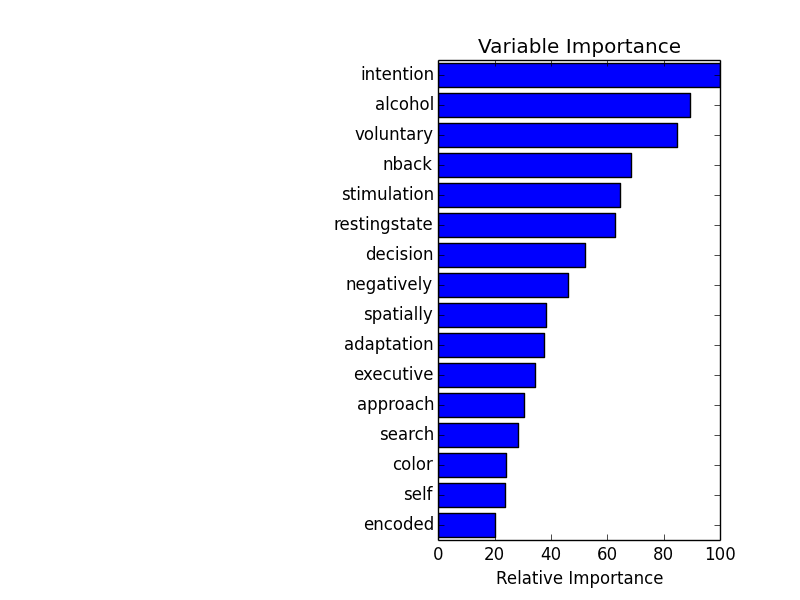 Variable Importance
intention
alcohol
voluntary
nback
stimulation
restingstate
decision
negatively
spatially
adaptation
executive
approach
search
color
self
encoded
0 20 40 60 80 100
Relative Importance